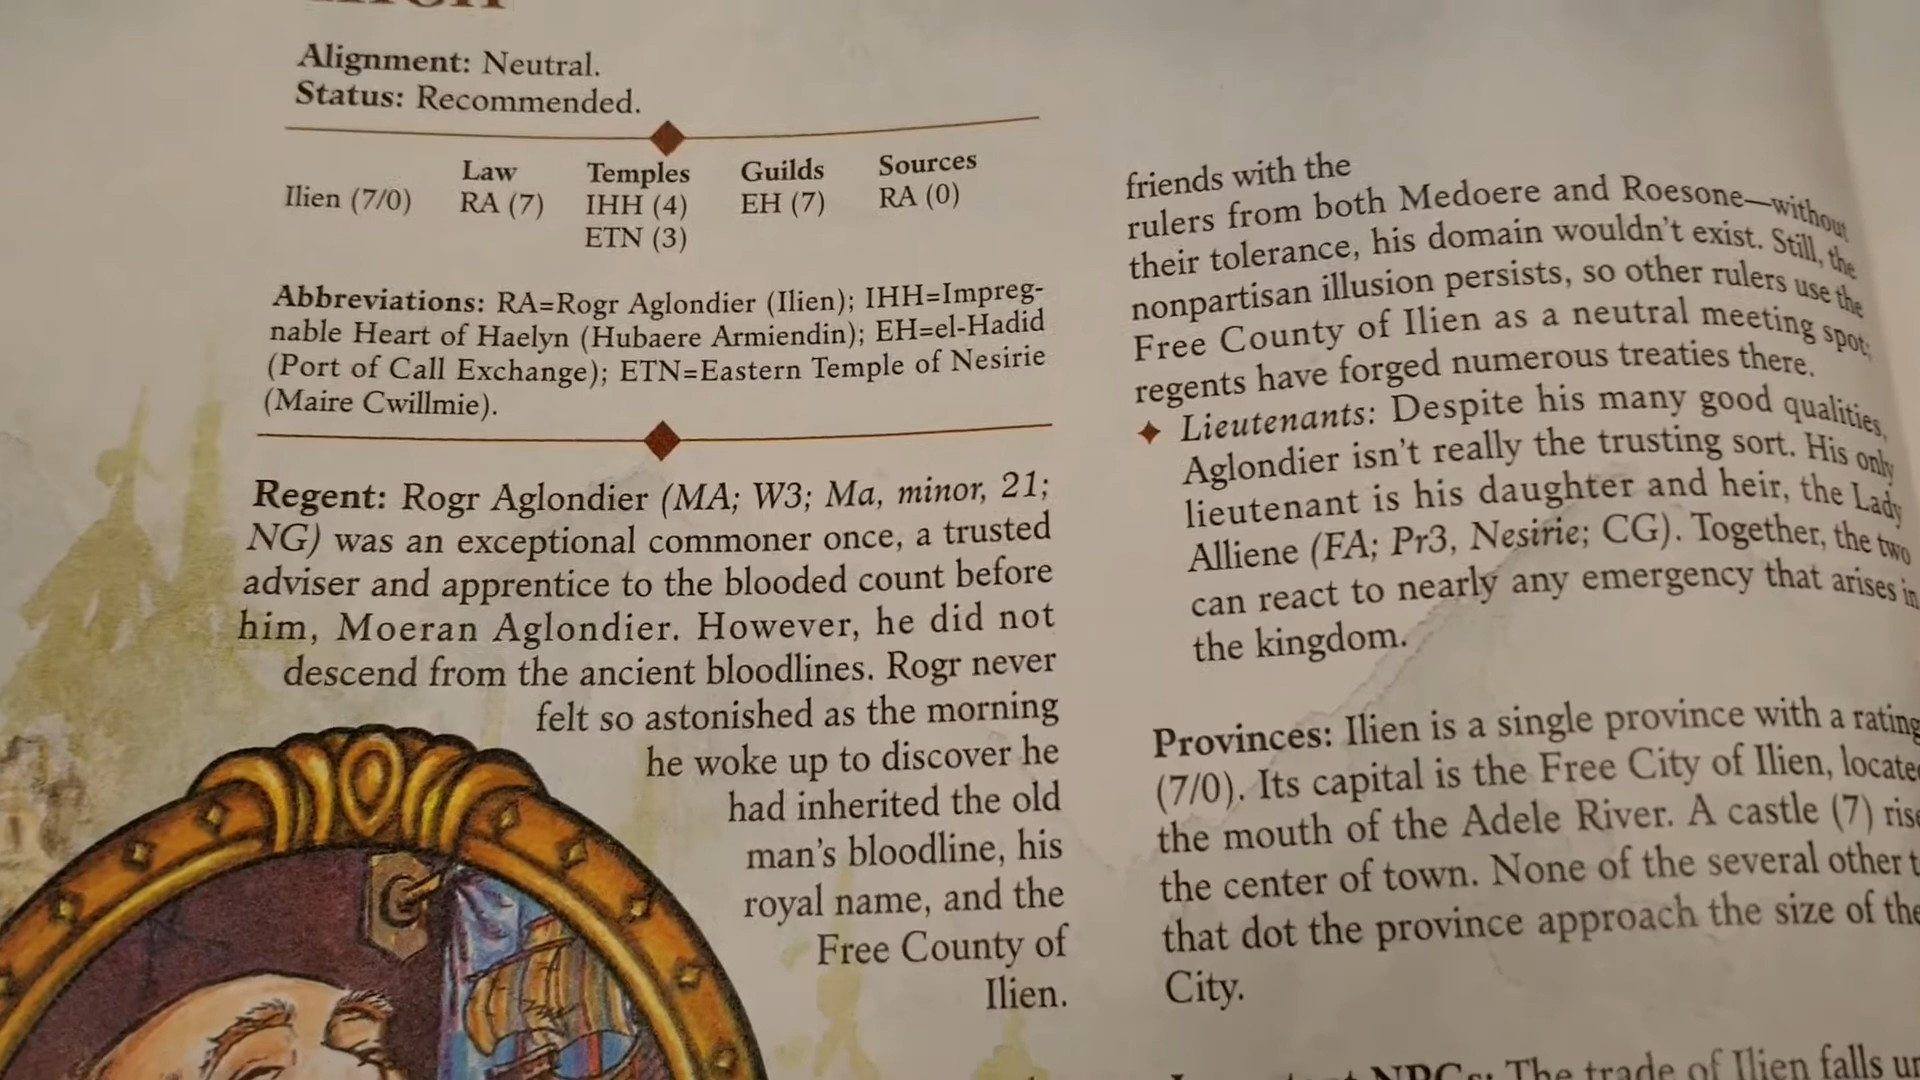 Alignment: Neutral.
Status: Recommended.
Law Temples Guilds Sources
Ilien (7/0) RA (7) IHH (4) EH (7) RA (0)
ETN (3)
Abbreviations: RA=Rogr Aglondier (Ilien); IHH=Impreg-
nable Heart of Haelyn (Hubaere Armiendin); EH=el-Hadid
(Port of Call Exchange); ETN=Eastern Temple of Nesirie
(Maire Cwillmie).
Regent: Rogr Aglondier (MA; W3; Ma, minor, 21;
NG) was an exceptional commoner once, a trusted
adviser and apprentice to the blooded count before
him, Moeran Aglondier. However, he did not
descend from the ancient bloodlines. Rogr never
felt so astonished as the morning
he woke up to discover he
had inherited the old
man's bloodline, his
royal name, and the
Free County of
Ilien.
friends with the
rulers from both Medoere and Roesone—without
their tolerance, his domain wouldn't exist. Still, the
nonpartisan illusion persists, so other rulers use the
Free County of Ilien as a neutral meeting spot;
regents have forged numerous treaties there.
Lieutenants: Despite his many good qualities,
Aglondier isn't really the trusting sort. His only
lieutenant is his daughter and heir, the Lady
Alliene (FA; Pr3, Nesirie; CG). Together, the two
can react to nearly any emergency that arises in
the kingdom.
Provinces: Ilien is a single province with a rating
(7/0). Its capital is the Free City of Ilien, located
the mouth of the Adele River. A castle (7)
the center of town. None of the several other
that dot the province approach the size of the
City.
NPCs: The trade of Ilien falls